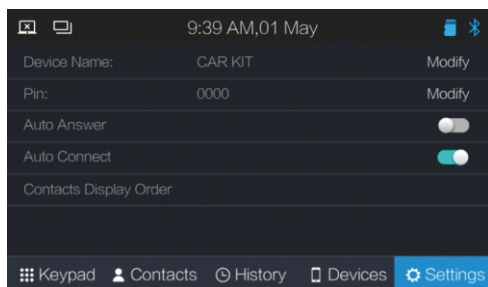 9:39 AM,01 May
Device Name: CAR KIT Modify
Pin: 0000 Modify
Auto Answer
Auto Connect
Contacts Display Order
Keypad Contacts History Devices Settings